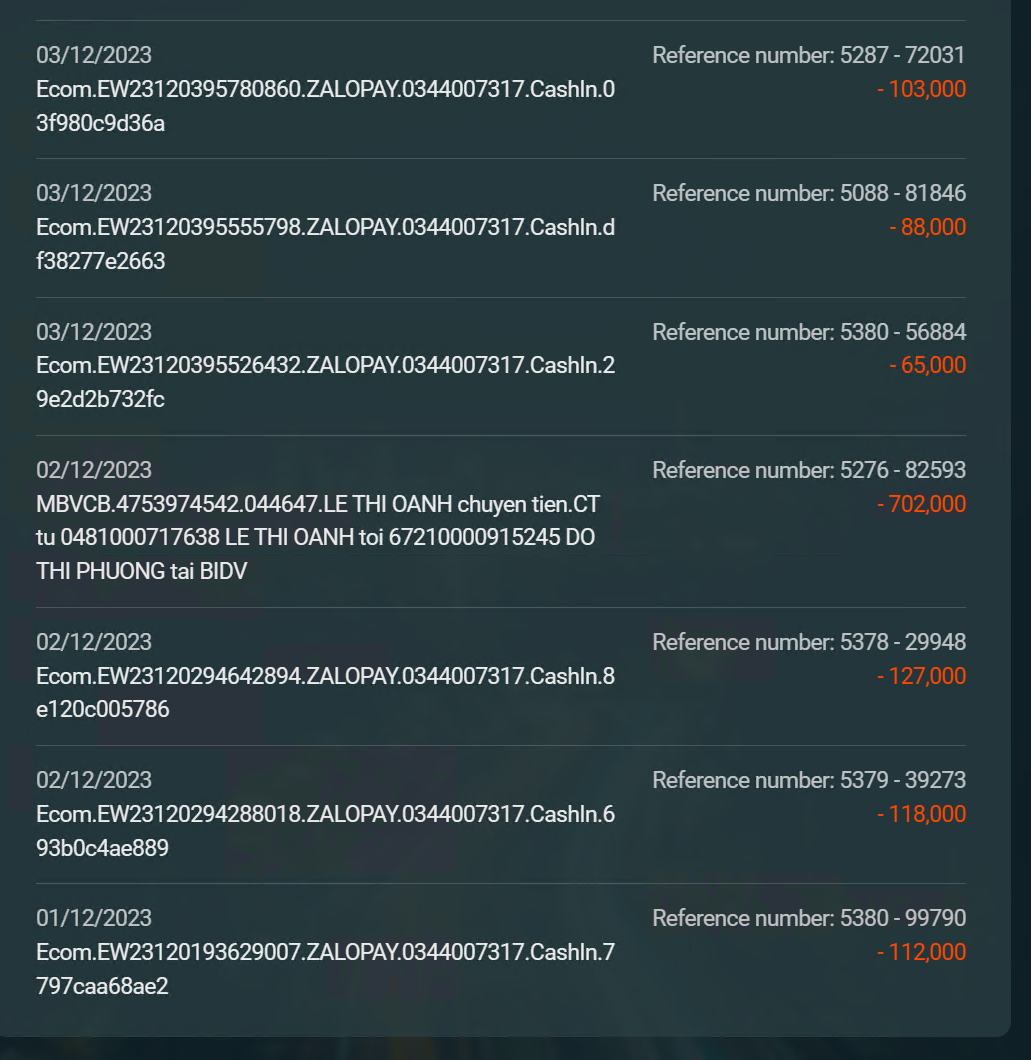 03/12/2023 Reference number: 5287 - 72031
Ecom.EW23120395780860.ZALOPAY.0344007317.CashIn.0 - 103,000
3f980c9d36a
03/12/2023 Reference number: 5088 - 81846
Ecom.EW23120395555798.ZALOPAY.0344007317.CashIn.d - 88,000
f38277e2663
03/12/2023 Reference number: 5380 - 56884
Ecom.EW23120395526432.ZALOPAY.0344007317.CashIn.2 - 65,000
9e2d2b732fc
02/12/2023 Reference number: 5276 - 82593
MBVCB.4753974542.044647.LE THI OANH chuyen tien.CT - 702,000
tu 0481000717638 LE THI OANH toi 67210000915245 DO
THI PHUONG tai BIDV
02/12/2023 Reference number: 5378 - 29948
Ecom.EW23120294642894.ZALOPAY.0344007317.CashIn.8 - 127,000
e120c005786
02/12/2023 Reference number: 5379 - 39273
Ecom.EW23120294288018.ZALOPAY.0344007317.CashIn.6 - 118,000
93b0c4ae889
01/12/2023 Reference number: 5380 - 99790
Ecom.EW23120193629007.ZALOPAY.0344007317.CashIn.7 - 112,000
797caa68ae2